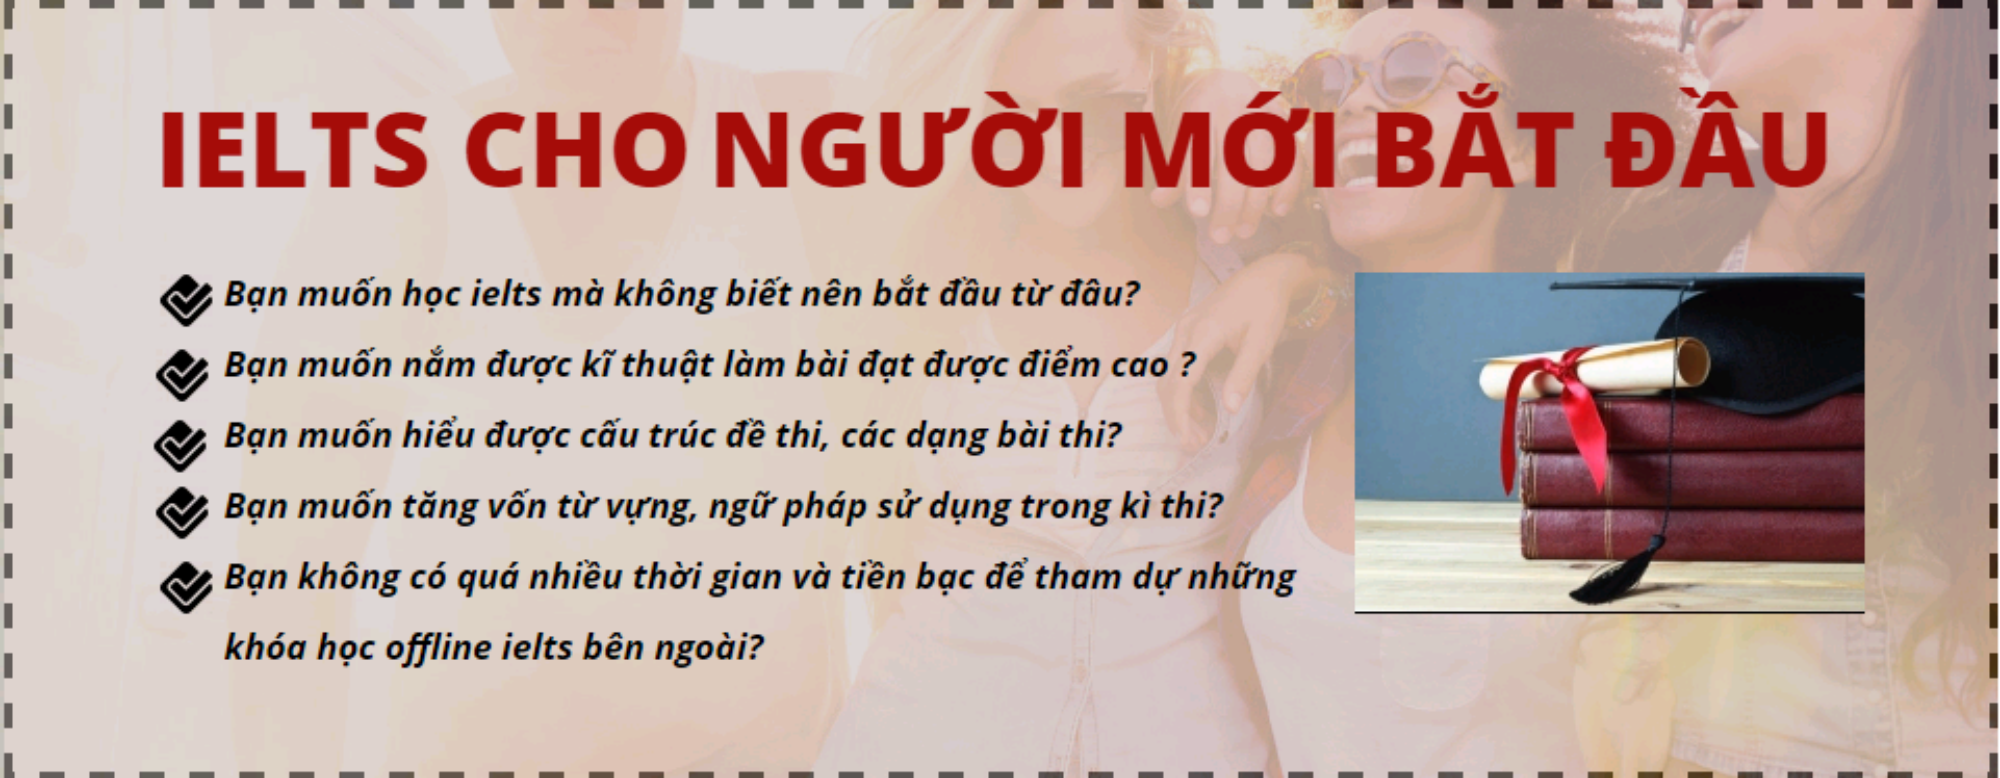 IELTS CHO NGƯỜI MỚI BẮT ĐẦU
Bạn muốn học ielts mà không biết nên bắt đầu từ đâu?
Bạn muốn nắm được kĩ thuật làm bài đạt được điểm cao ?
Bạn muốn hiểu được cấu trúc đề thi, các dạng bài thi?
Bạn muốn tăng vốn từ vựng, ngữ pháp sử dụng trong kì thi?
Bạn không có quá nhiều thời gian và tiền bạc để tham dự những
khóa học offline ielts bên ngoài?